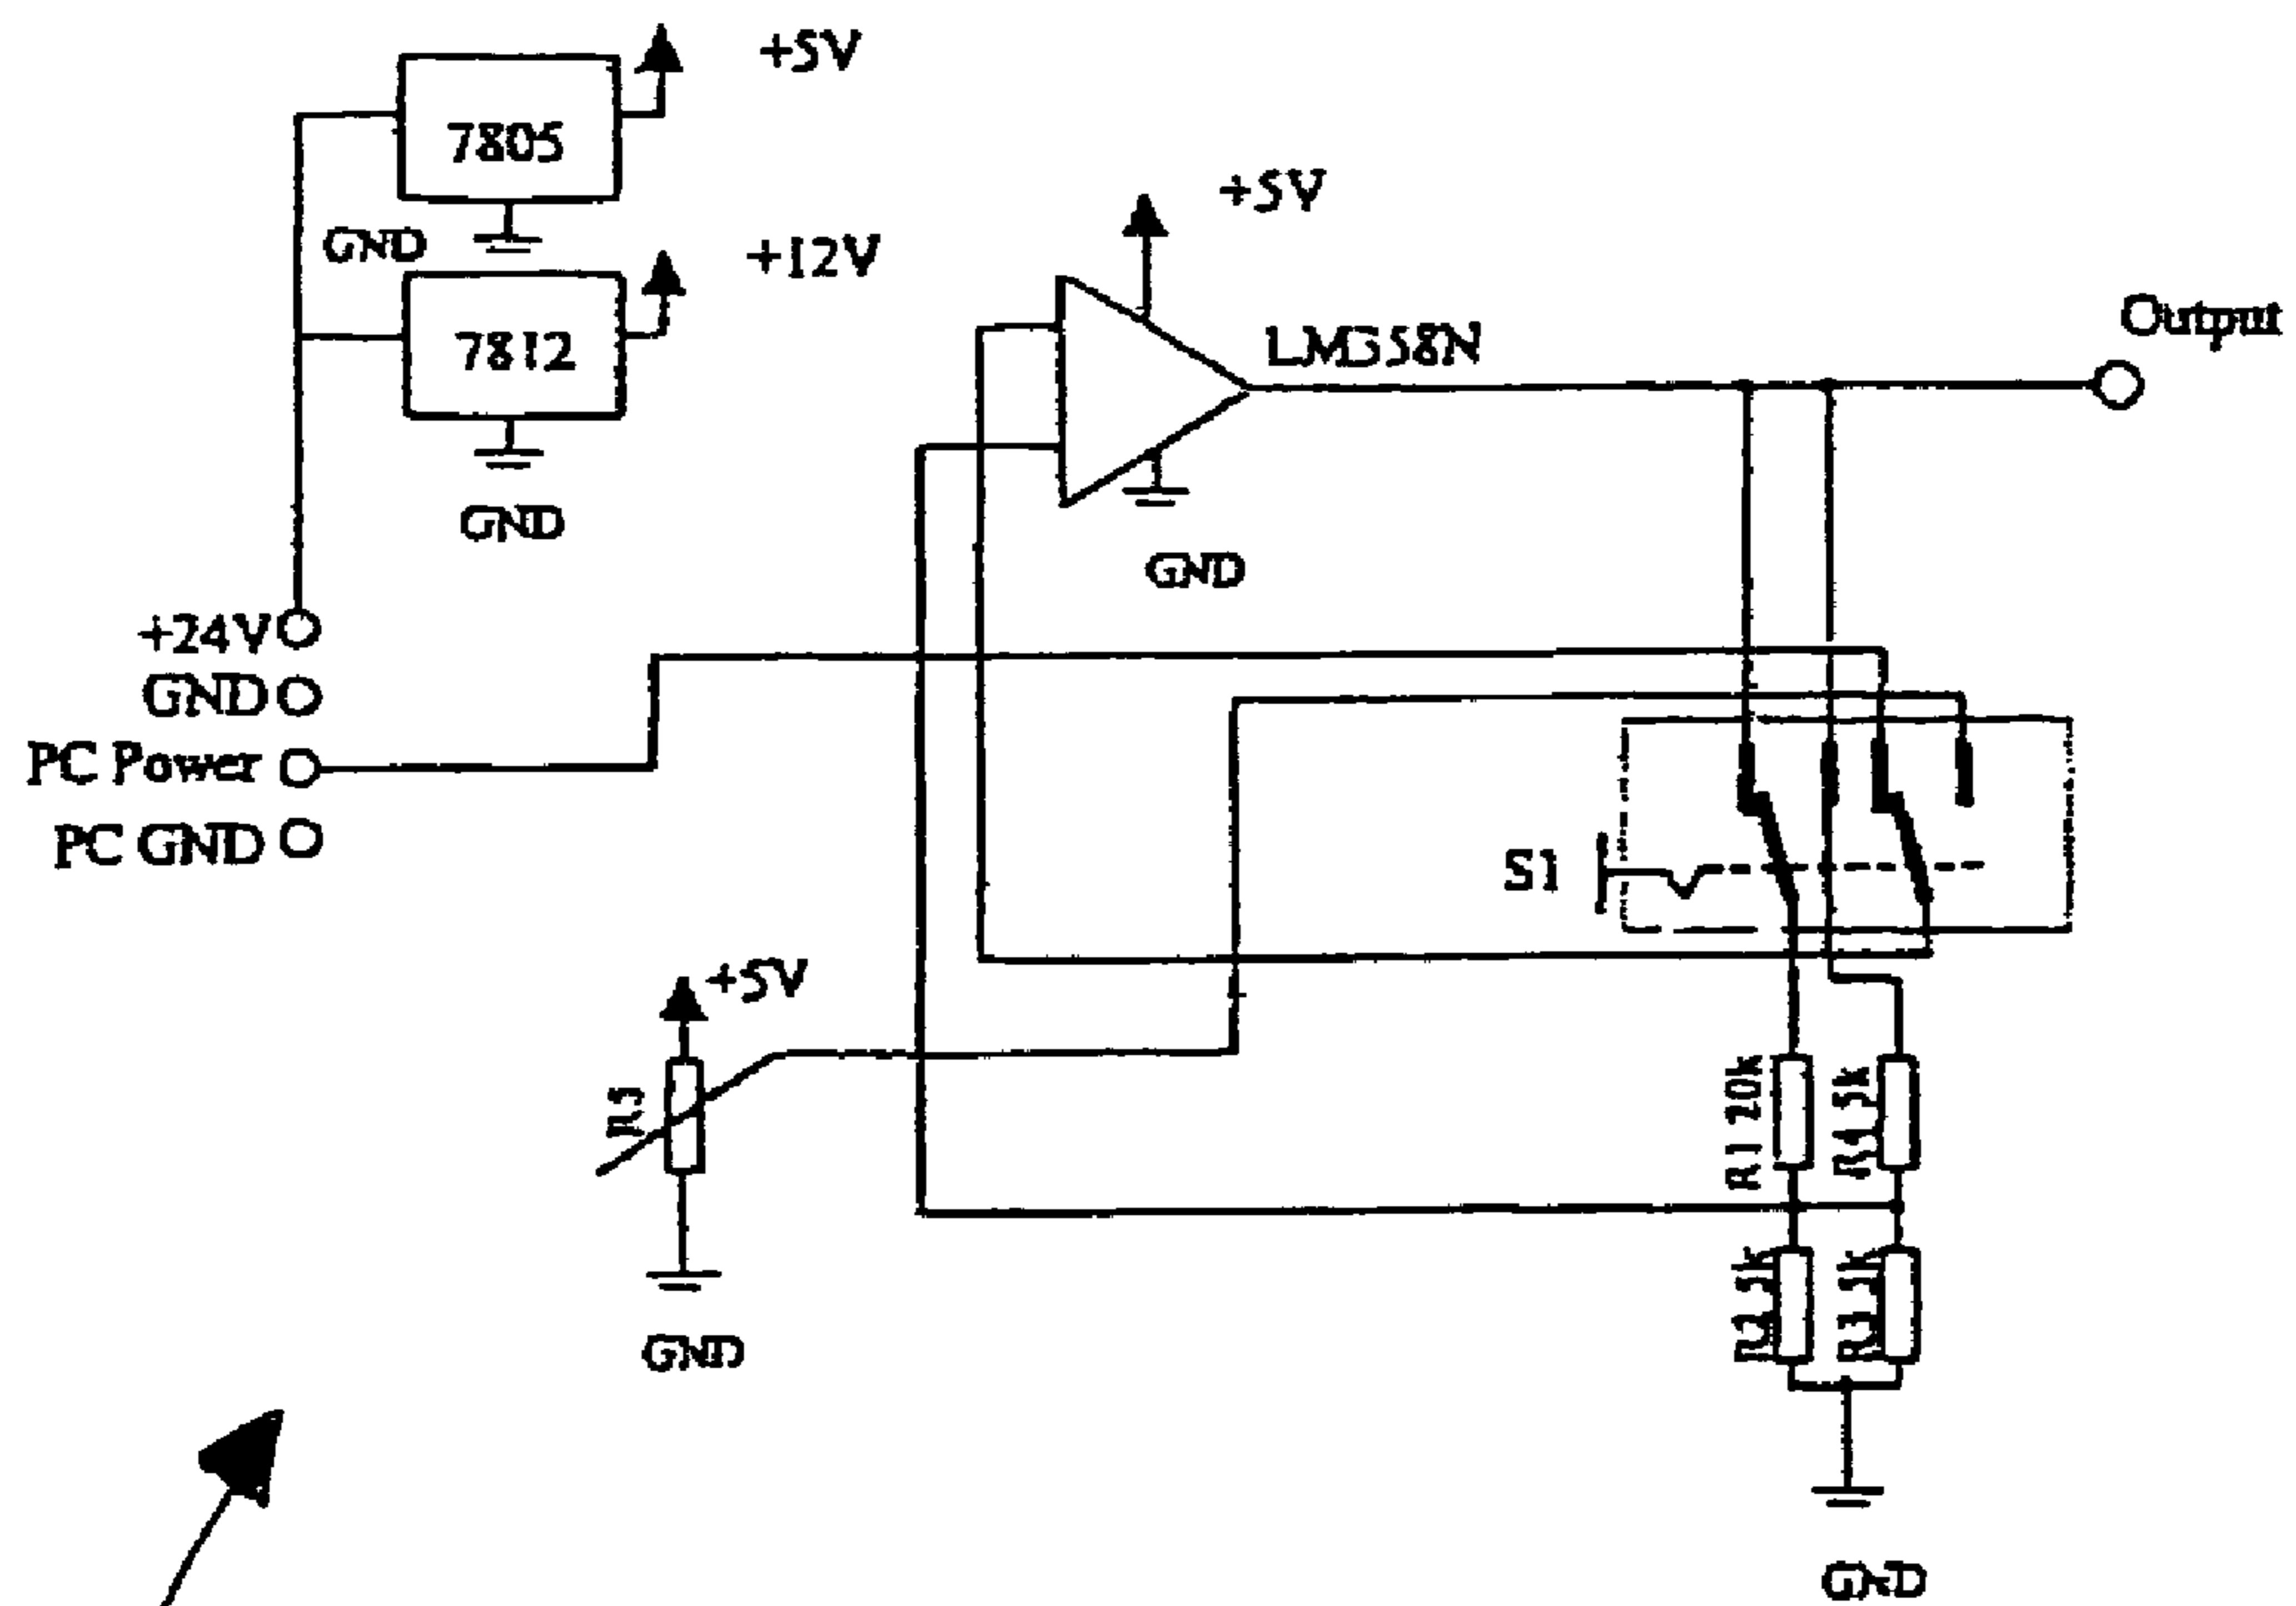 +5V
7805
GND
+12V
7812
GND
+5V
LM358N
GND
Output
+24V
GND
PC Power
PC GND
S1
+5V
R5
GND
R1 20k
R4 5k
R2 5k
R3 5k
GND